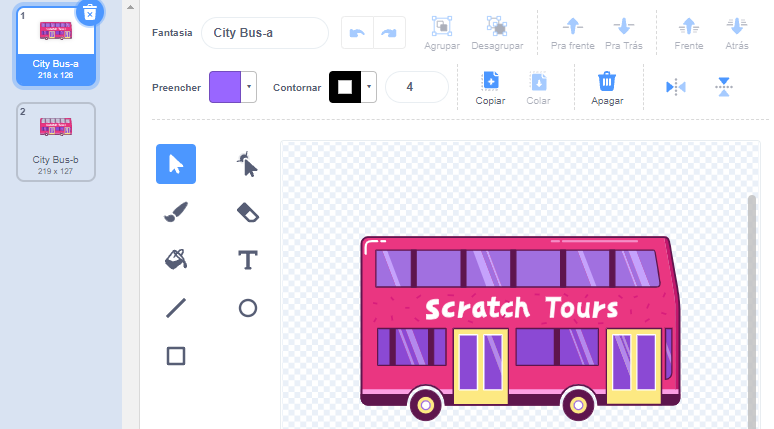 1
City Bus-a
218 x 126
2
City Bus-b
219 x 127
Fantasia City Bus-a
Agrupar Desagrupar Pra frente Pra Trás Frente Atrás
Preencher Contornar 4
Copiar Colar Apagar
Scratch Tours